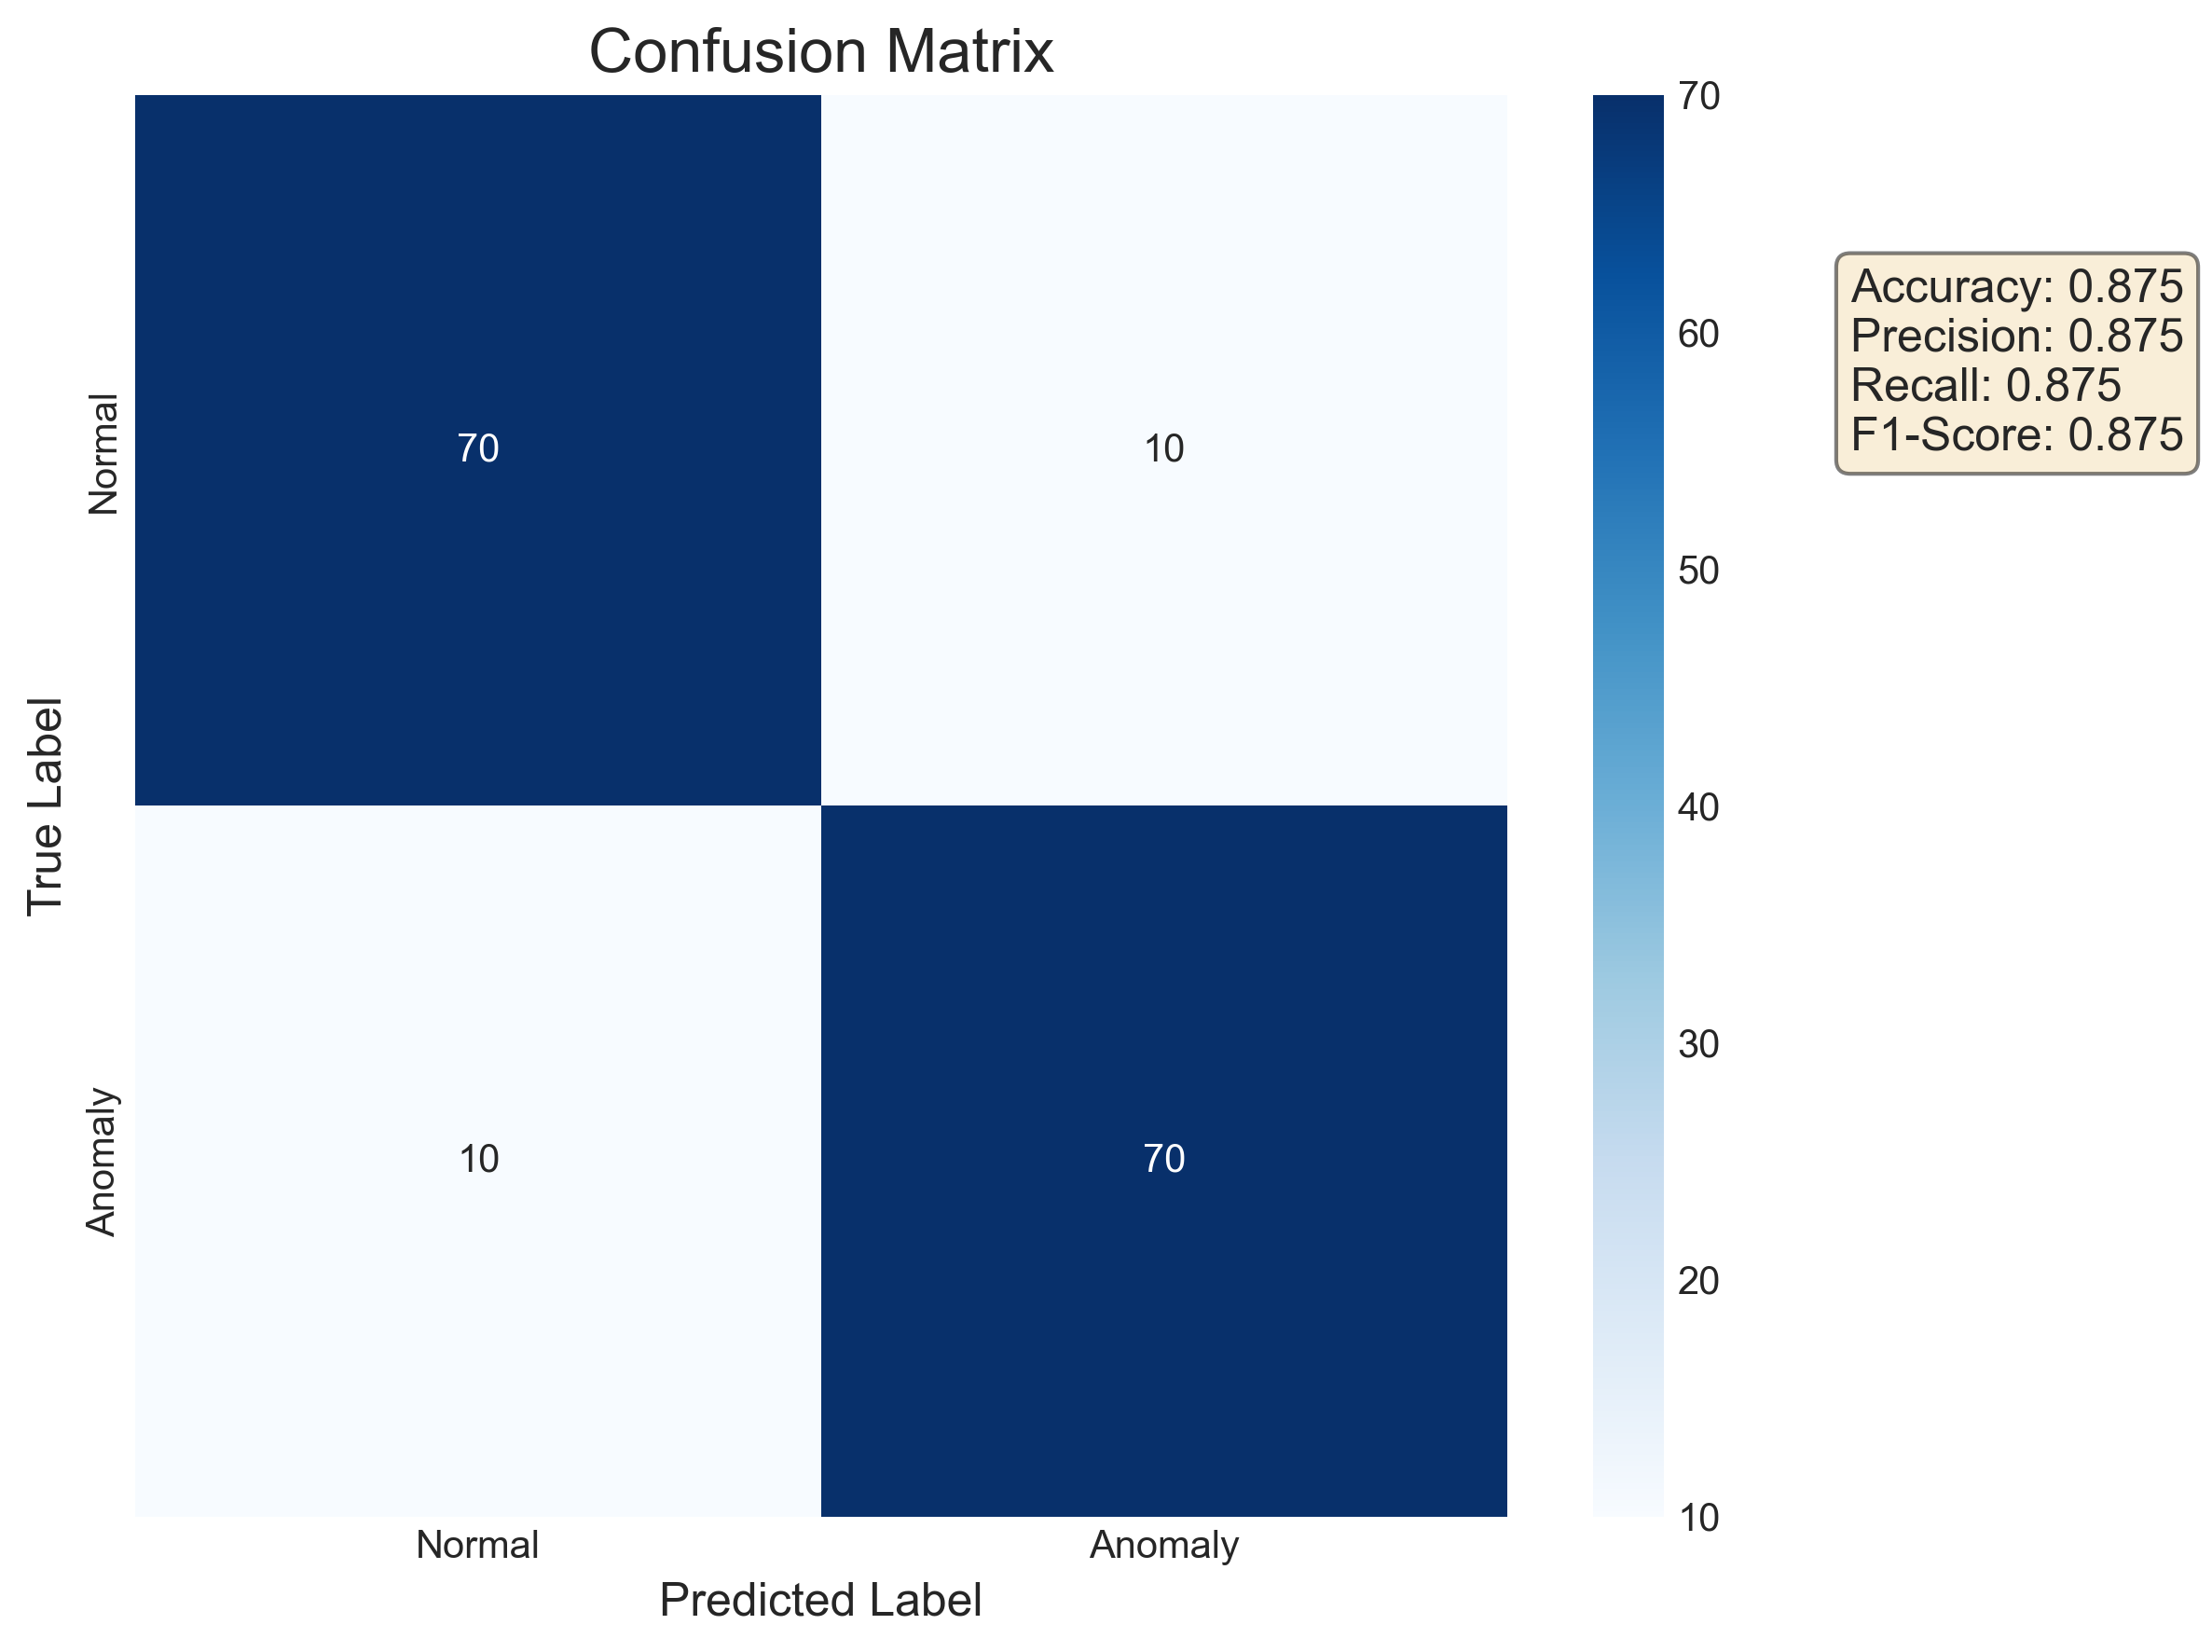 Confusion Matrix
True Label
Normal
Anomaly
70
10
10
70
Normal
Anomaly
Predicted Label
70
60
50
40
30
20
10
Accuracy: 0.875
Precision: 0.875
Recall: 0.875
F1-Score: 0.875